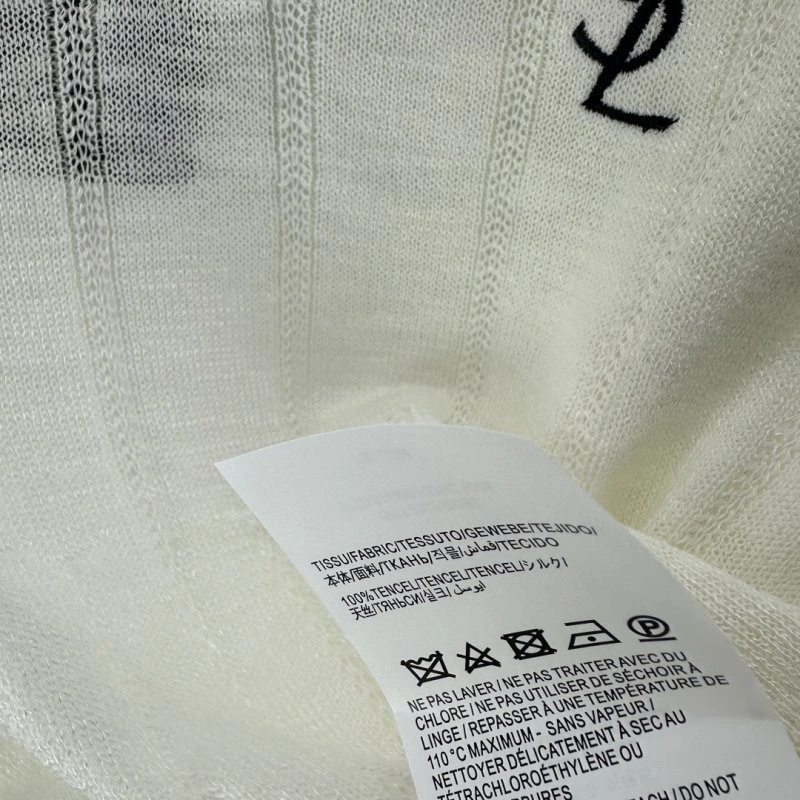 YSL
TISSU/FABRIC/TESSUTO/GEWEBE/TEJIDO/
本体/面料/ТКАНЬ/직물/قماش/TECIDO
100%TENCEL/TENCEL/TENCEL/シルク/
天丝/ТЯНЬСИ/실크/
NE PAS LAVER / NE PAS TRAITER AVEC DU
CHLORE / NE PAS UTILISER DE SÉCHOIR À
LINGE / REPASSER À UNE TEMPÉRATURE DE
110 °C MAXIMUM - SANS VAPEUR /
NETTOYER DÉLICATEMENT À SEC AU
TÉTRACHLOROÉTHYLÈNE OU